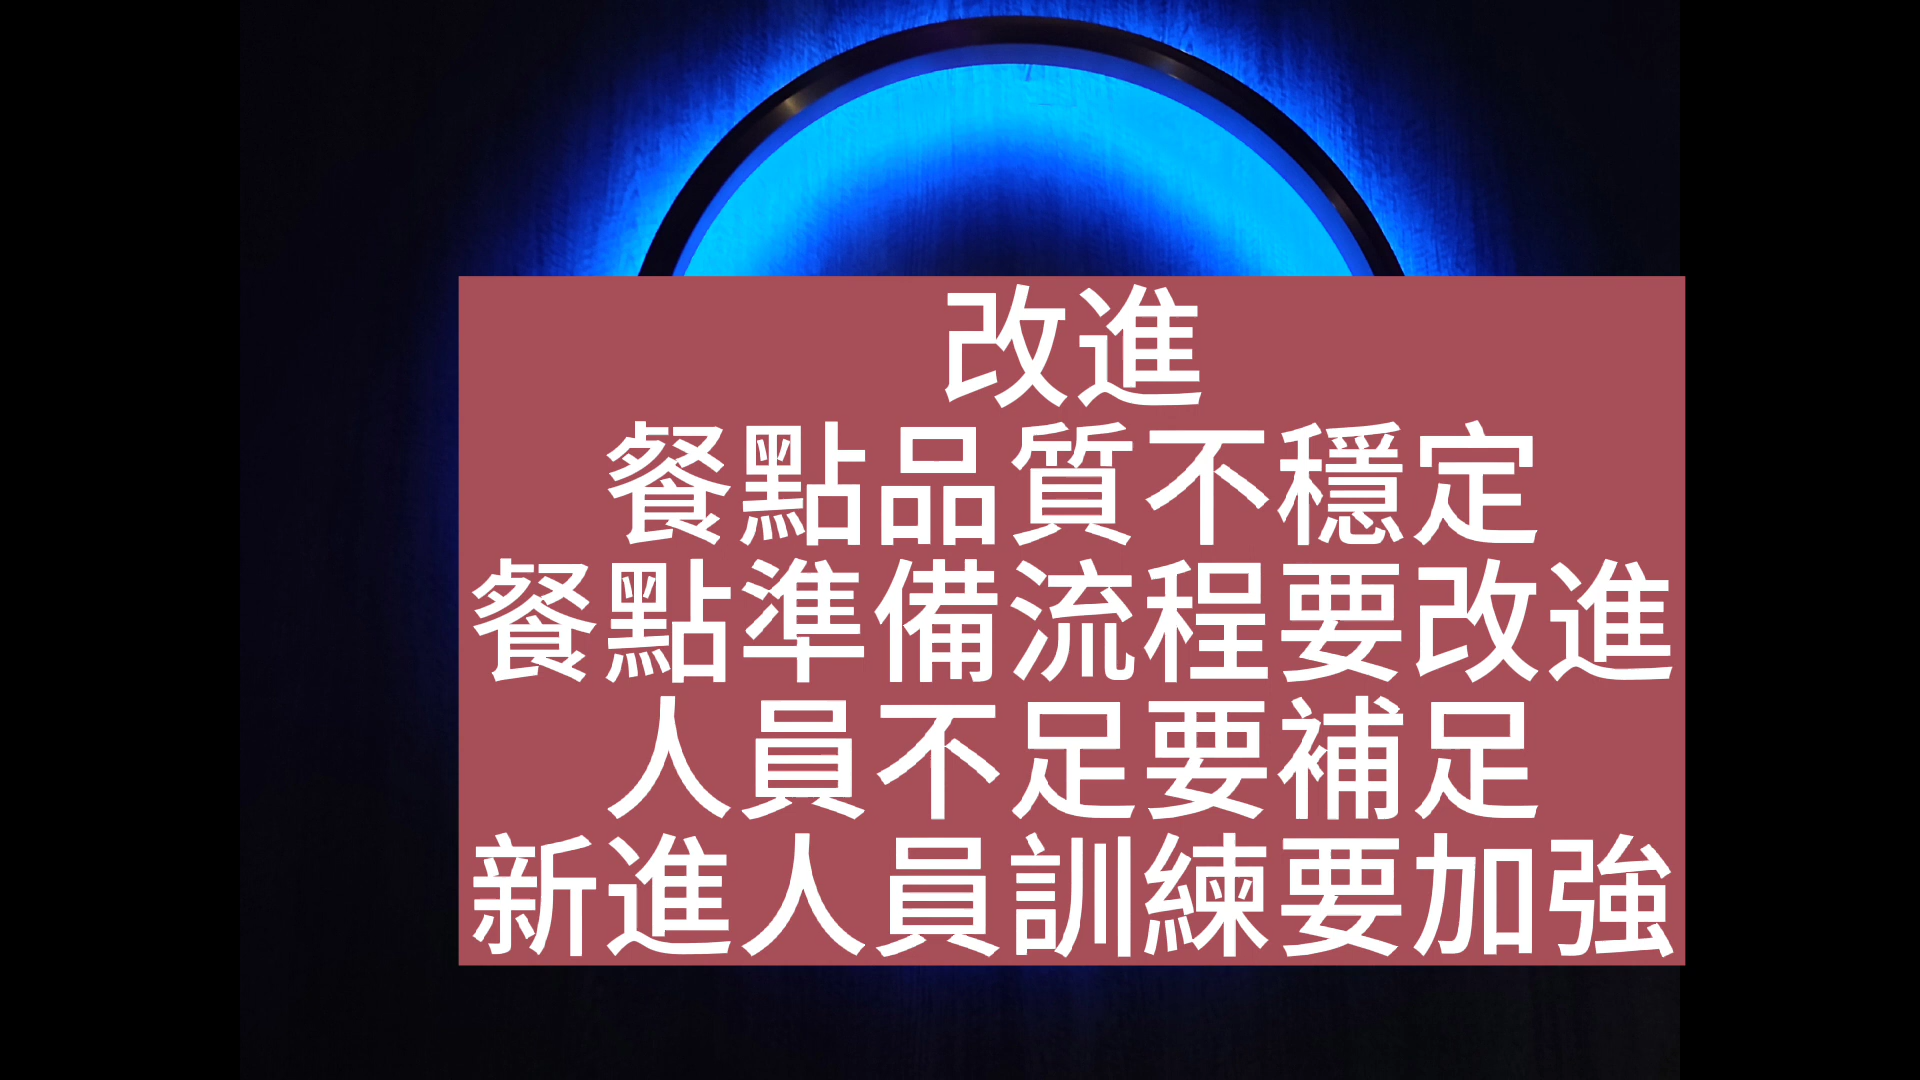 改進
餐點品質不穩定
餐點準備流程要改進
人員不足要補足
新進人員訓練要加強